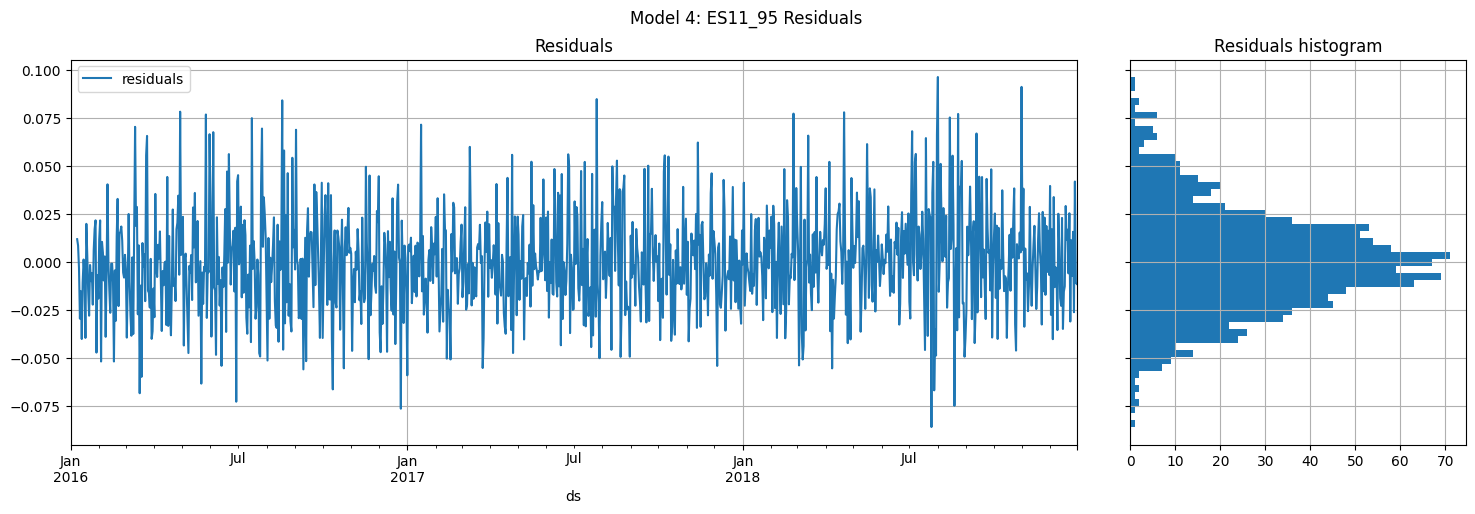 Model 4: ES11_95 Residuals
Residuals
Residuals histogram
residuals
0.100
0.075
0.050
0.025
0.000
−0.025
−0.050
−0.075
Jan
2016
Jul
Jan
2017
Jul
Jan
2018
Jul
ds
0 10 20 30 40 50 60 70